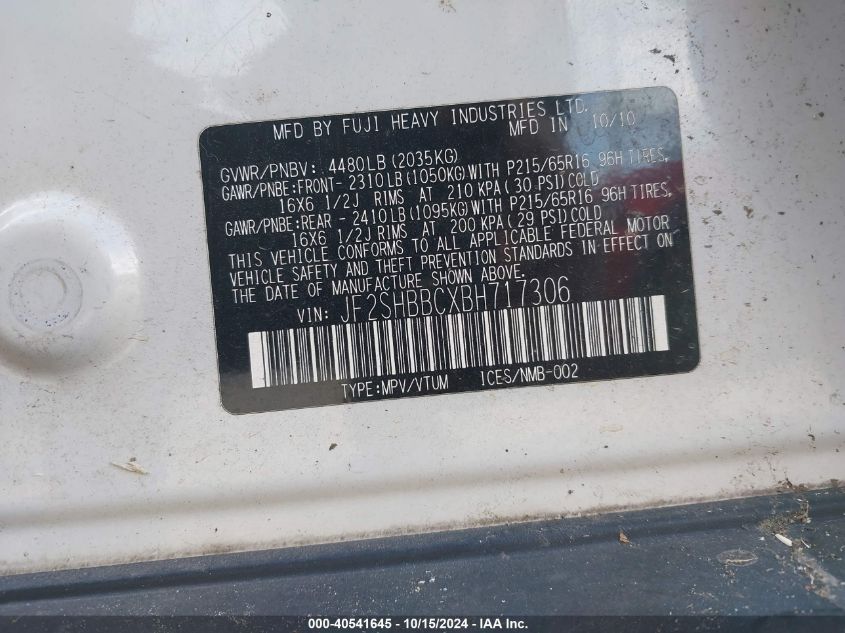 MFD BY FUJI HEAVY INDUSTRIES LTD.
MFD IN 10/10
GVWR/PNBV: 4480LB(2035KG)
GAWR/PNBE:FRONT- 2310LB(1050KG)WITH P215/65R16 96H TIRES,
16X6 1/2J RIMS AT 210 KPA(30 PSI)COLD
GAWR/PNBE:REAR - 2410LB(1095KG)WITH P215/65R16 96H TIRES,
16X6 1/2J RIMS AT 200 KPA(29 PSI)COLD
THIS VEHICLE CONFORMS TO ALL APPLICABLE FEDERAL MOTOR
VEHICLE SAFETY AND THEFT PREVENTION STANDARDS IN EFFECT ON
THE DATE OF MANUFACTURE SHOWN ABOVE.
VIN: JF2SHBBCXBH717306
TYPE:MPV/VTUM ICES/NMB-002
000-40541645 - 10/15/2024 - IAA Inc.